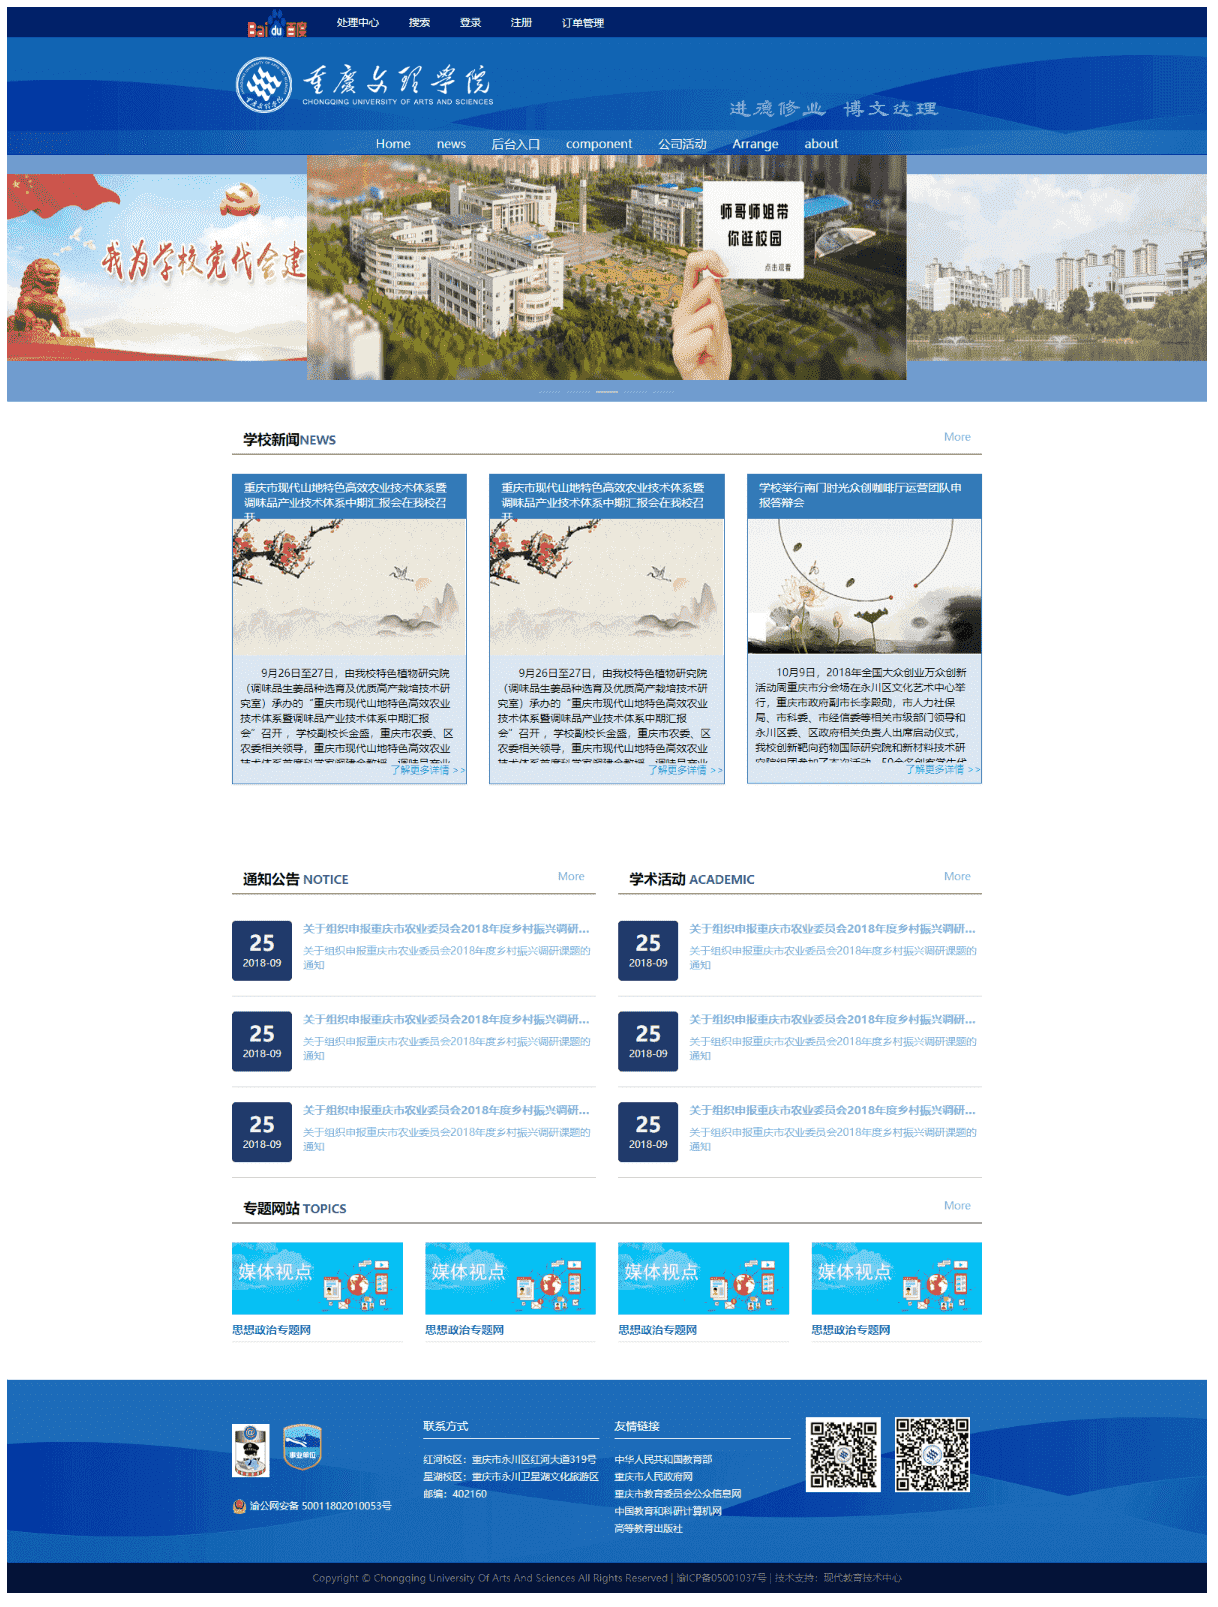 Bai du 百度
处理中心 搜索 登录 注册 订单管理
重庆文理学院
CHONGQING UNIVERSITY OF ARTS AND SCIENCES
进德修业 博文达理
Home news 后台入口 component 公司活动 Arrange about
我为学校党代会建
师哥师姐带
你逛校园
点击观看
学校新闻NEWS
More
重庆市现代山地特色高效农业技术体系暨
调味品产业技术体系中期汇报会在我校召
开
9月26日至27日，由我校特色植物研究院
（调味品生姜品种选育及优质高产栽培技术研
究室）承办的“重庆市现代山地特色高效农业
技术体系暨调味品产业技术体系中期汇报
会”召开，学校副校长金盛，重庆市农委、区
农委相关领导，重庆市现代山地特色高效农业
了解更多详情 >>
重庆市现代山地特色高效农业技术体系暨
调味品产业技术体系中期汇报会在我校召
开
9月26日至27日，由我校特色植物研究院
（调味品生姜品种选育及优质高产栽培技术研
究室）承办的“重庆市现代山地特色高效农业
技术体系暨调味品产业技术体系中期汇报
会”召开，学校副校长金盛，重庆市农委、区
农委相关领导，重庆市现代山地特色高效农业
了解更多详情 >>
学校举行南门时光众创咖啡厅运营团队申
报答辩会
10月9日，2018年全国大众创业万众创新
活动周重庆市分会场在永川区文化艺术中心举
行，重庆市政府副市长李殿勋，市人力社保
局、市科委、市经信委等相关市级部门领导和
永川区委、区政府相关负责人出席启动仪式，
我校创新靶向药物国际研究院和新材料技术研
了解更多详情 >>
通知公告 NOTICE
More
25
2018-09
关于组织申报重庆市农业委员会2018年度乡村振兴调研...
关于组织申报重庆市农业委员会2018年度乡村振兴调研课题的
通知
25
2018-09
关于组织申报重庆市农业委员会2018年度乡村振兴调研...
关于组织申报重庆市农业委员会2018年度乡村振兴调研课题的
通知
25
2018-09
关于组织申报重庆市农业委员会2018年度乡村振兴调研...
关于组织申报重庆市农业委员会2018年度乡村振兴调研课题的
通知
学术活动 ACADEMIC
More
25
2018-09
关于组织申报重庆市农业委员会2018年度乡村振兴调研...
关于组织申报重庆市农业委员会2018年度乡村振兴调研课题的
通知
25
2018-09
关于组织申报重庆市农业委员会2018年度乡村振兴调研...
关于组织申报重庆市农业委员会2018年度乡村振兴调研课题的
通知
25
2018-09
关于组织申报重庆市农业委员会2018年度乡村振兴调研...
关于组织申报重庆市农业委员会2018年度乡村振兴调研课题的
通知
专题网站 TOPICS
More
媒体视点 媒体视点 媒体视点 媒体视点
思想政治专题网 思想政治专题网 思想政治专题网 思想政治专题网
事业单位
渝公网安备 50011802010053号
联系方式
红河校区：重庆市永川区红河大道319号
星湖校区：重庆市永川卫星湖文化旅游区
邮编：402160
友情链接
中华人民共和国教育部
重庆市人民政府网
重庆市教育委员会公众信息网
中国教育和科研计算机网
高等教育出版社
Copyright © Chongqing University Of Arts And Sciences All Rights Reserved | 渝ICP备05001037号 | 技术支持：现代教育技术中心